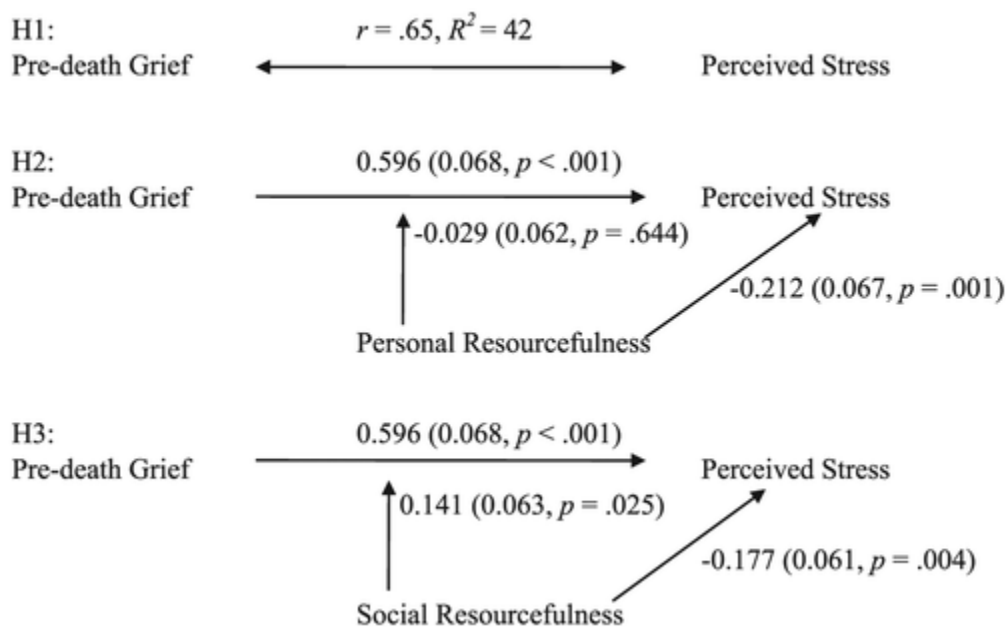 H1:
r = .65, R² = 42
Pre-death Grief
Perceived Stress
H2:
0.596 (0.068, p < .001)
Pre-death Grief
Perceived Stress
-0.029 (0.062, p = .644)
-0.212 (0.067, p = .001)
Personal Resourcefulness
H3:
0.596 (0.068, p < .001)
Pre-death Grief
Perceived Stress
0.141 (0.063, p = .025)
-0.177 (0.061, p = .004)
Social Resourcefulness